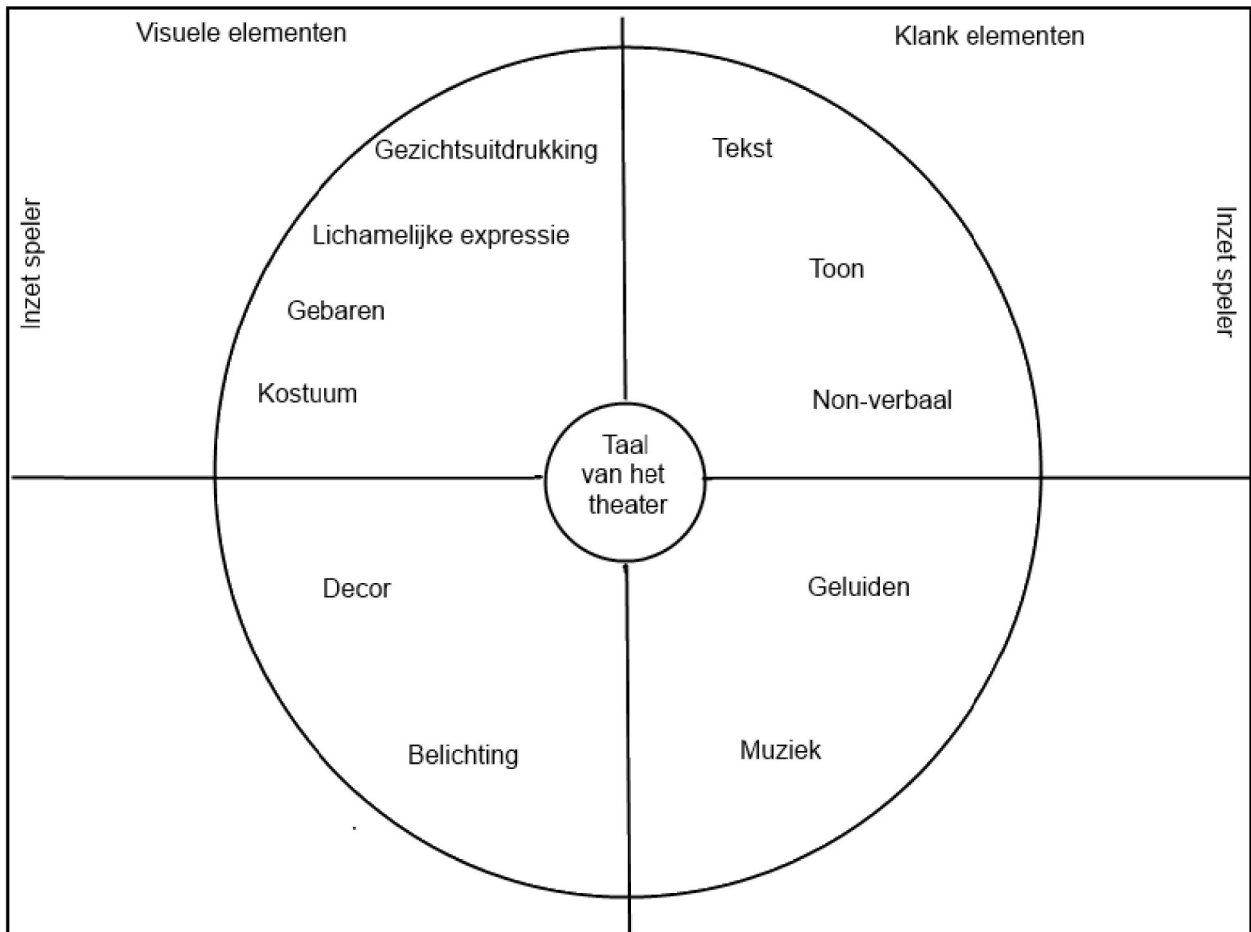 Visuele elementen
Klank elementen
Gezichtsuitdrukking
Tekst
Inzet speler
Lichamelijke expressie
Inzet speler
Toon
Gebaren
Kostuum
Non-verbaal
Taal
van het
theater
Decor
Geluiden
Belichting
Muziek